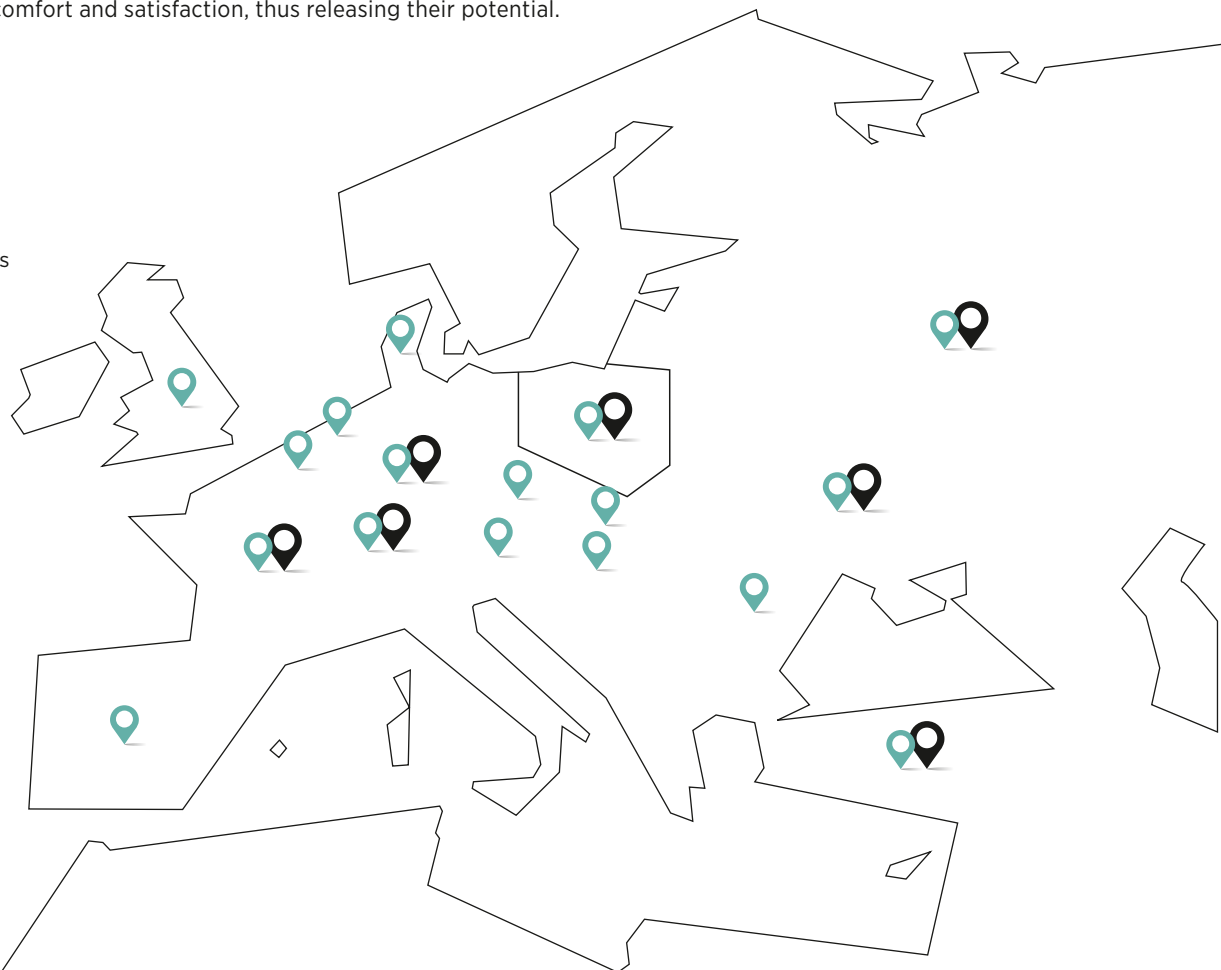 comfort and satisfaction, thus releasing their potential.
s